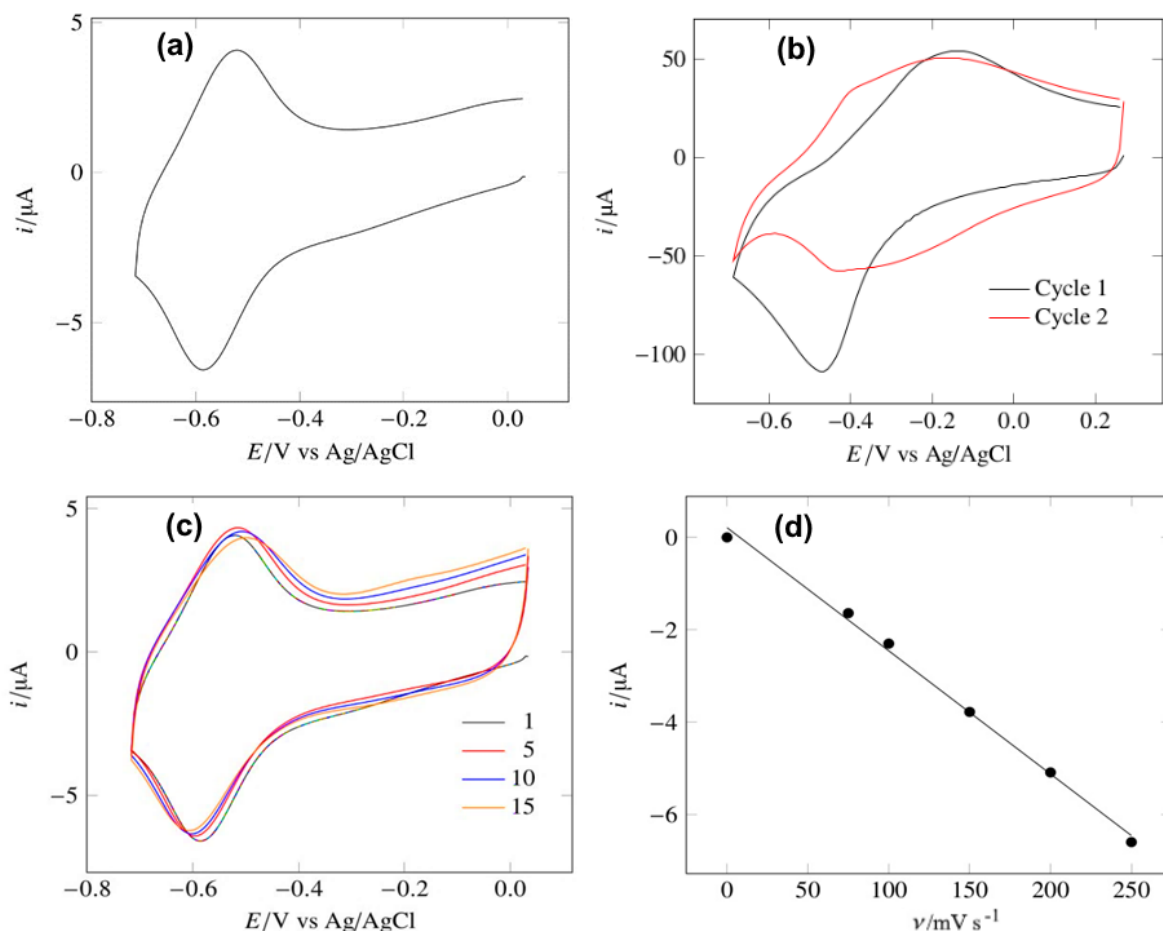 (a)
5
0
−5
i/μA
−0.8
−0.6
−0.4
−0.2
0.0
E/V vs Ag/AgCl
(b)
50
0
−50
−100
i/μA
Cycle 1
Cycle 2
−0.6
−0.4
−0.2
0.0
0.2
E/V vs Ag/AgCl
(c)
5
0
−5
i/μA
1
5
10
15
−0.8
−0.6
−0.4
−0.2
0.0
E/V vs Ag/AgCl
(d)
0
−2
−4
−6
i/μA
0
50
100
150
200
250
ν/mV s⁻¹